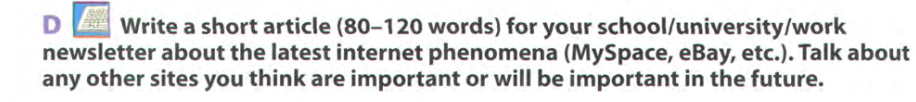 D Write a short article (80–120 words) for your school/university/work
newsletter about the latest internet phenomena (MySpace, eBay, etc.). Talk about
any other sites you think are important or will be important in the future.